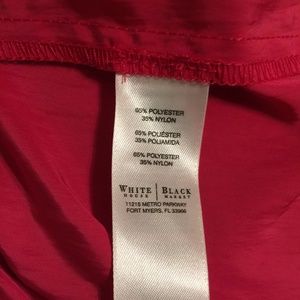 65% POLYESTER
35% NYLON
65% POLIÉSTER
35% POLIAMIDA
65% POLYESTER
35% NYLON
WHITE | BLACK
HOUSE | MARKET
11215 METRO PARKWAY
FORT MYERS, FL 33966